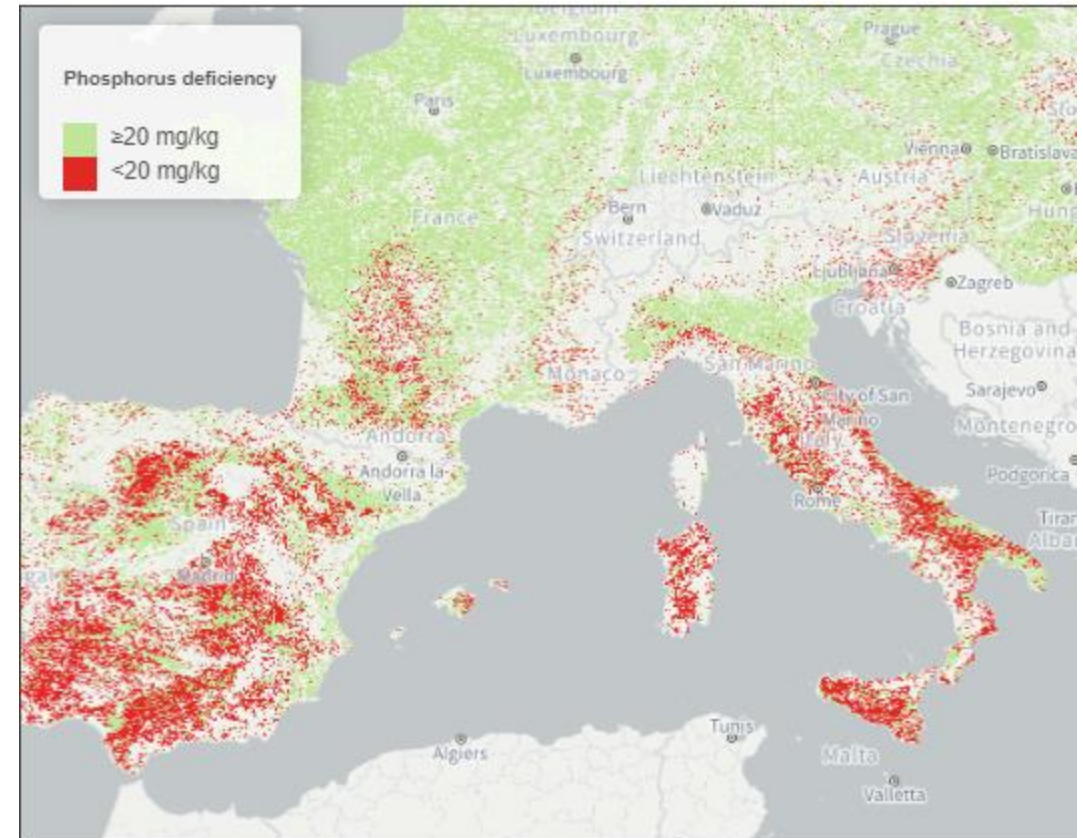 Phosphorus deficiency
≥20 mg/kg
<20 mg/kg
Belgium
Luxembourg
Luxembourg
Prague
Czechia
Paris
Vienna
Bratislava
Liechtenstein
Austria
France
Bern
Vaduz
Switzerland
Slovenia
Ljubljana
Zagreb
Croatia
Bosnia and
Herzegovina
Monaco
San Marino
City of San
Marino
Sarajevo
Italy
Montenegro
Andorra
Andorra la
Vella
Podgorica
Rome
Spain
Madrid
Algiers
Tunis
Malta
Valletta